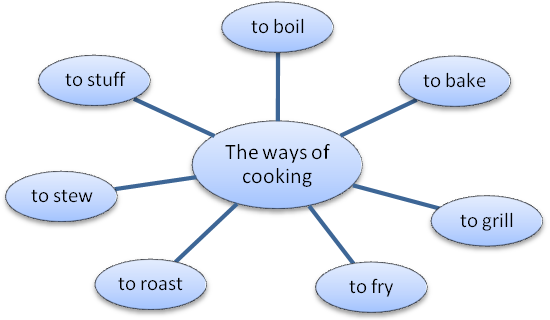 to boil
to stuff
to bake
The ways of
cooking
to stew
to grill
to roast
to fry